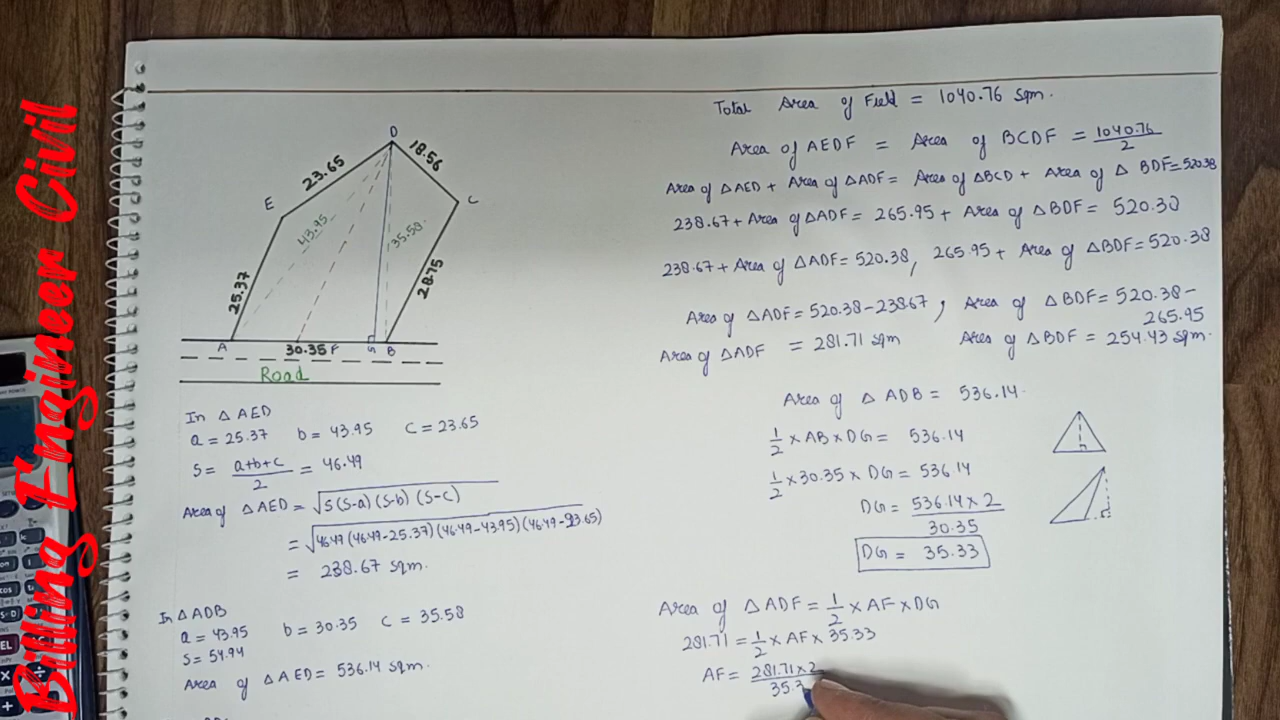 Billing Engineer Civil
D
18.56
23.65
E
C
43.95
35.58
25.37
28.75
A
30.35 F
G
B
Road
In △ AED
a = 25.37 b = 43.95 c = 23.65
S = a+b+c/2 = 46.49
Area of △ AED = √S(S-a)(S-b)(S-c)
= √46.49(46.49-25.37)(46.49-43.95)(46.49-23.65)
= 238.67 sqm.
In △ ADB
a = 43.95 b = 30.35 c = 35.58
S = 54.94
Area of △ AED = 536.14 sqm.
Total Area of Field = 1040.76 sqm.
Area of AEDF = Area of BCDF = 1040.76/2
Area of △AED + Area of △ADF = Area of △BCD + Area of △ BDF = 520.38
238.67 + Area of △ADF = 265.95 + Area of △BDF = 520.38
238.67 + Area of △ADF = 520.38, 265.95 + Area of △BDF = 520.38
Area of △ADF = 520.38-238.67, Area of △BDF = 520.38-
265.95
Area of △ADF = 281.71 sqm Area of △BDF = 254.43 sqm.
Area of △ ADB = 536.14
1/2 × AB × DG = 536.14
1/2 × 30.35 × DG = 536.14
DG = 536.14 × 2/30.35
DG = 35.33
Area of △ ADF = 1/2 × AF × DG
281.71 = 1/2 × AF × 35.33
AF = 281.71 × 2/35.3